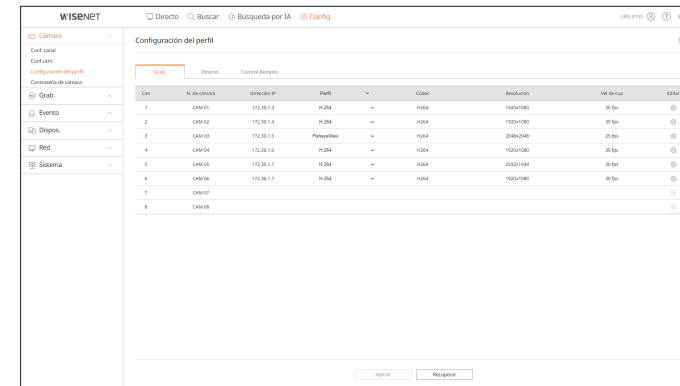 WISENET
Directo Buscar Búsqueda por IA Config.
Cámara
Conf. canal
Conf.cám.
Configuración del perfil
Contraseña de cámara
Grab.
Evento
Dispos.
Red
Sistema
Configuración del perfil
Grab. Directo Control Remoto
Can N. de cámara Dirección IP Perfil Códec Resolución Vel de cua Editar
1 CAM 01 172.30.1.3 H.264 H264 1920x1080 30 fps
2 CAM 02 172.30.1.4 H.264 H264 1920x1080 30 fps
3 CAM 03 172.30.1.5 FisheyeView H264 2048x2048 25 fps
4 CAM 04 172.30.1.6 H.264 H264 1920x1080 30 fps
5 CAM 05 172.30.1.7 H.264 H264 2592x1944 30 fps
6 CAM 06 172.30.1.7 H.264 H264 1920x1080 30 fps
7 CAM 07
8 CAM 08
Aplicar Recuperar